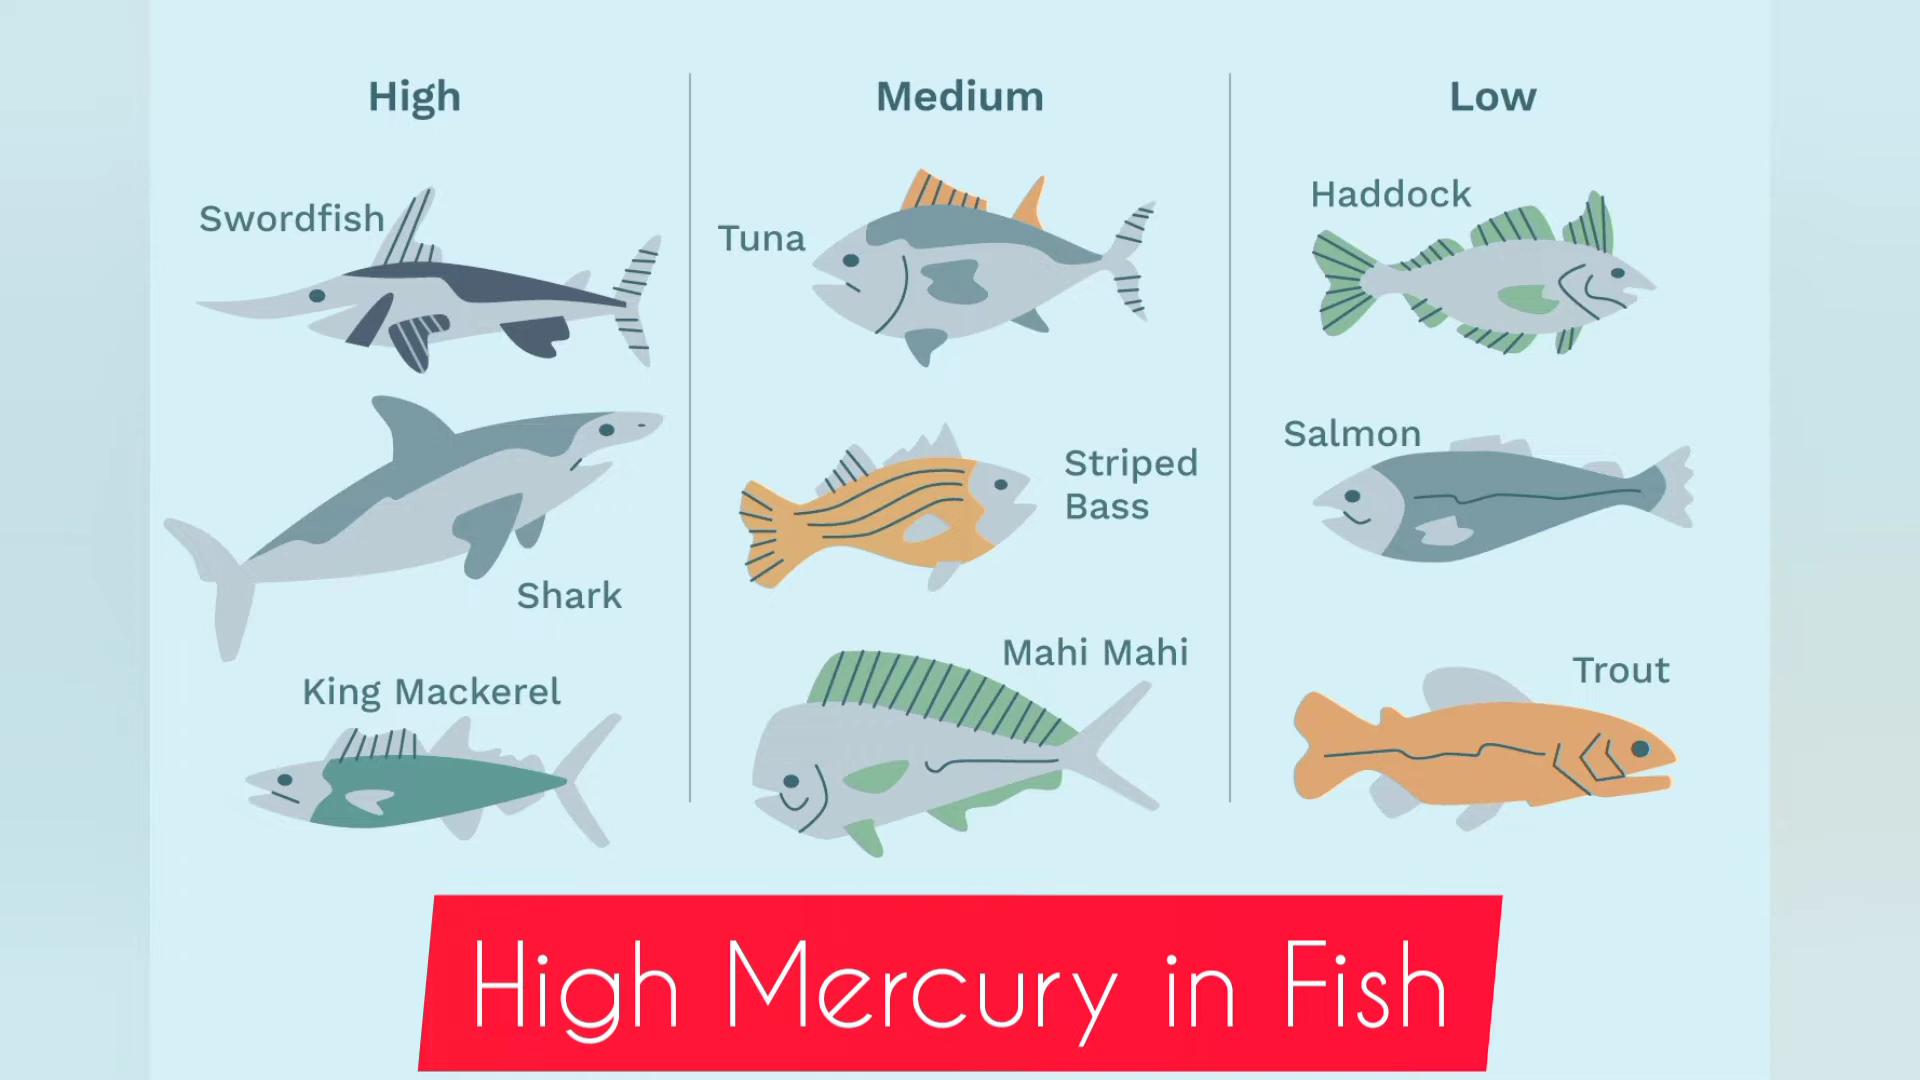 High
Swordfish
Shark
King Mackerel
Medium
Tuna
Striped
Bass
Mahi Mahi
Low
Haddock
Salmon
Trout
High Mercury in Fish